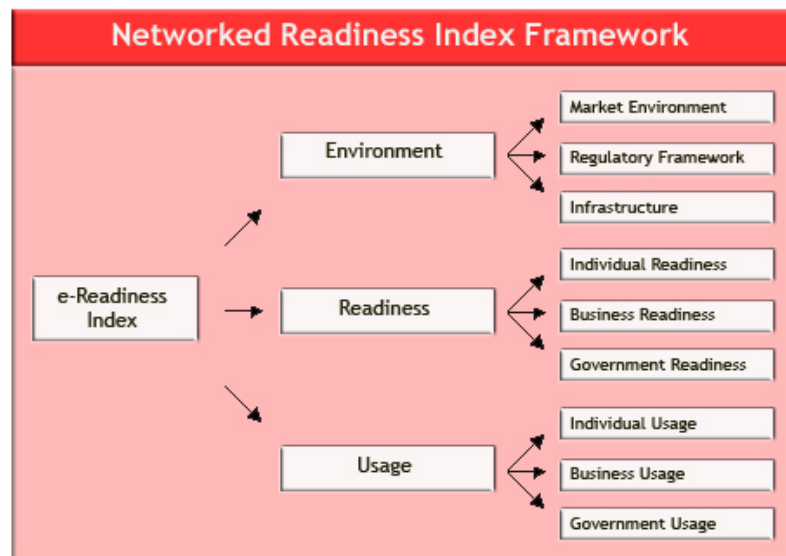 Networked Readiness Index Framework
Market Environment
Environment
Regulatory Framework
Infrastructure
Individual Readiness
e-Readiness
Index
Readiness
Business Readiness
Government Readiness
Individual Usage
Usage
Business Usage
Government Usage